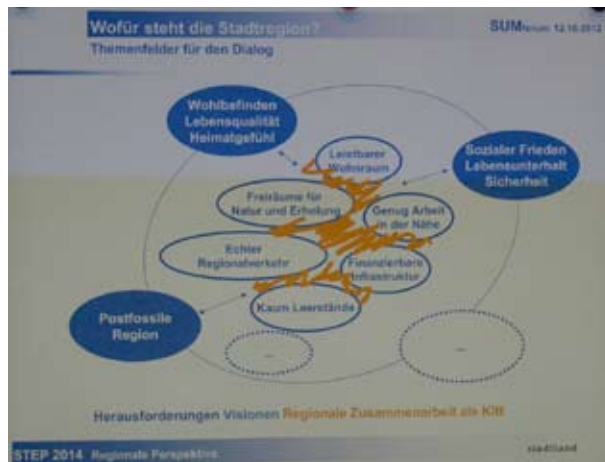 Wofür steht die Stadtregion?
SUMforum 12.10.2012
Themenfelder für den Dialog
Wohlbefinden
Lebensqualität
Heimatgefühl
Leistbarer
Wohnraum
Sozialer Frieden
Lebensunterhalt
Sicherheit
Freiräume für
Natur und Erholung
Genug Arbeit
in der Nähe
Echter
Regionalverkehr
Finanzierbare
Infrastruktur
Kaum Leerstände
Postfossile
Region
...
...
Herausforderungen Visionen Regionale Zusammenarbeit als Kitt
STEP 2014 Regionale Perspektive
stadtland